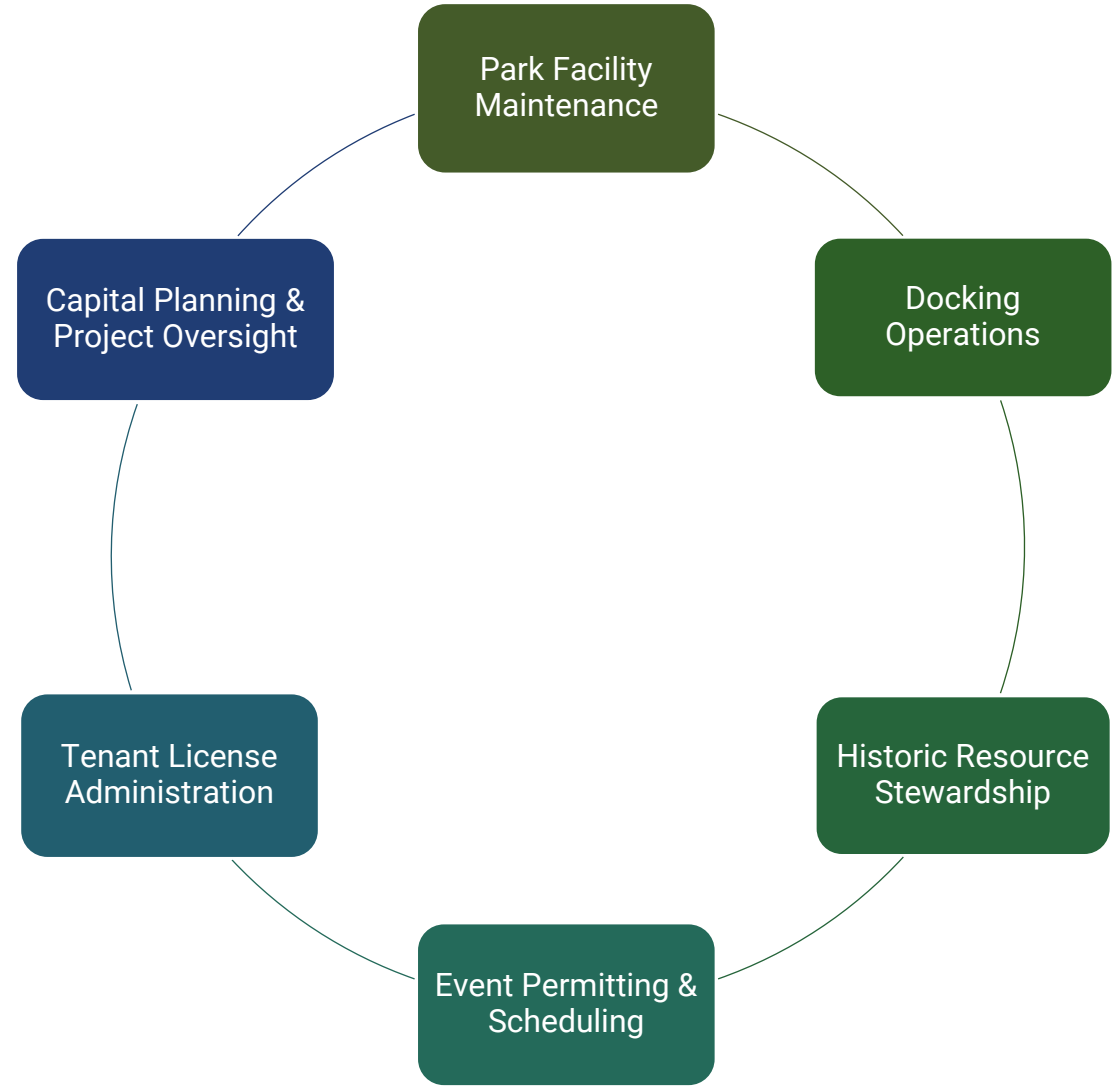 Park Facility
Maintenance
Docking
Operations
Historic Resource
Stewardship
Event Permitting &
Scheduling
Tenant License
Administration
Capital Planning &
Project Oversight